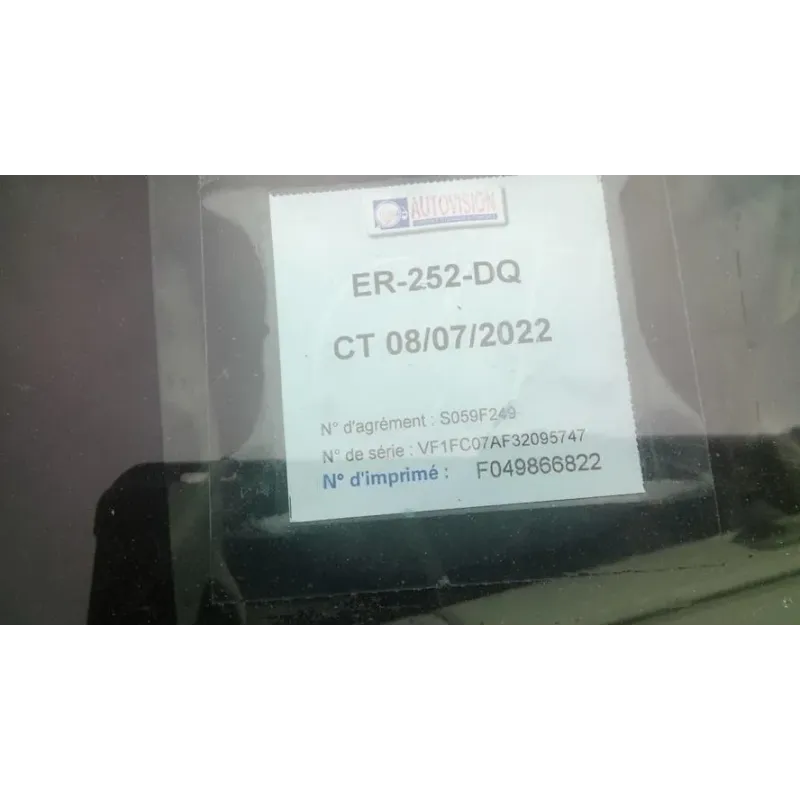 AUTOVISION
ER-252-DQ
CT 08/07/2022
N° d'agrément : S059F249
N° de série : VF1FC07AF32095747
N° d'imprimé : F049866822